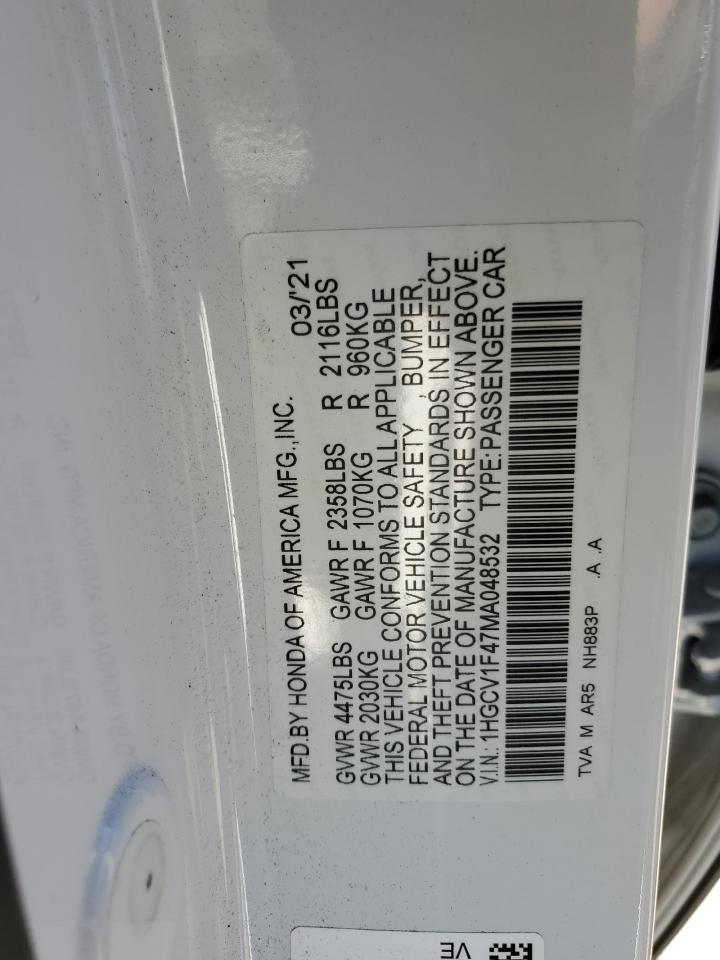 MFD.BY HONDA OF AMERICA MFG.,INC. 03/'21
GVWR 4475LBS GAWR F 2358LBS R 2116LBS
GVWR 2030KG GAWR F 1070KG R 960KG
THIS VEHICLE CONFORMS TO ALL APPLICABLE
FEDERAL MOTOR VEHICLE SAFETY, BUMPER,
AND THEFT PREVENTION STANDARDS IN EFFECT
ON THE DATE OF MANUFACTURE SHOWN ABOVE.
V.I.N.: 1HGCV1F47MA048532 TYPE:PASSENGER CAR
TVA M AR5 NH883P .A .A
VE